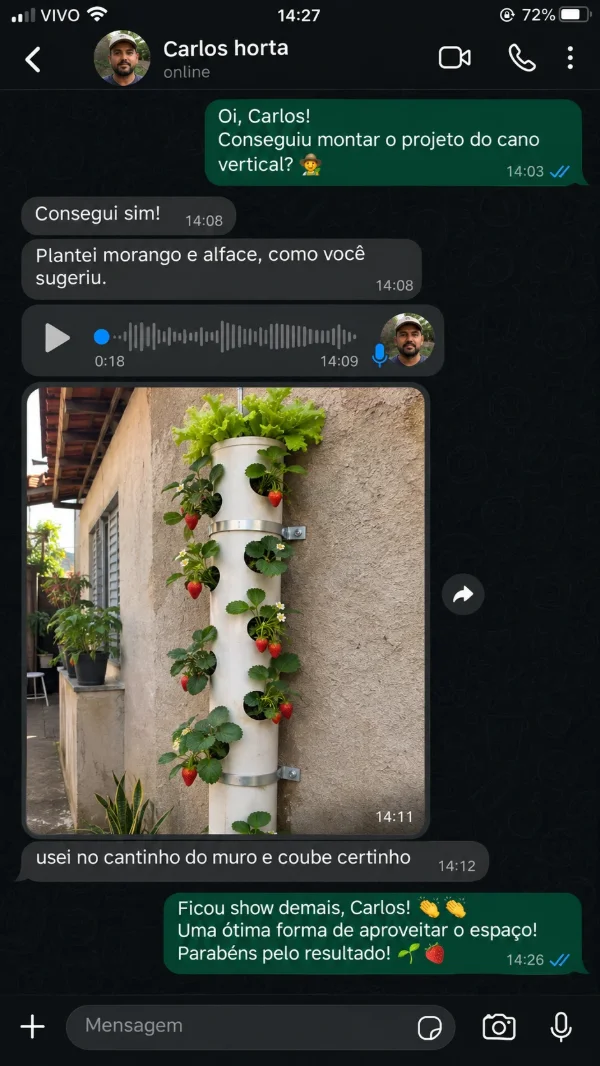 VIVO 14:27 72%
Carlos horta
online
Oi, Carlos!
Conseguiu montar o projeto do cano
vertical? 🧑‍🌾
14:03
Consegui sim! 14:08
Plantei morango e alface, como você
sugeriu.
14:08
0:18 14:09
14:11
usei no cantinho do muro e coube certinho 14:12
Ficou show demais, Carlos! 👏👏
Uma ótima forma de aproveitar o espaço!
Parabéns pelo resultado! 🌱🍓
14:26
Mensagem